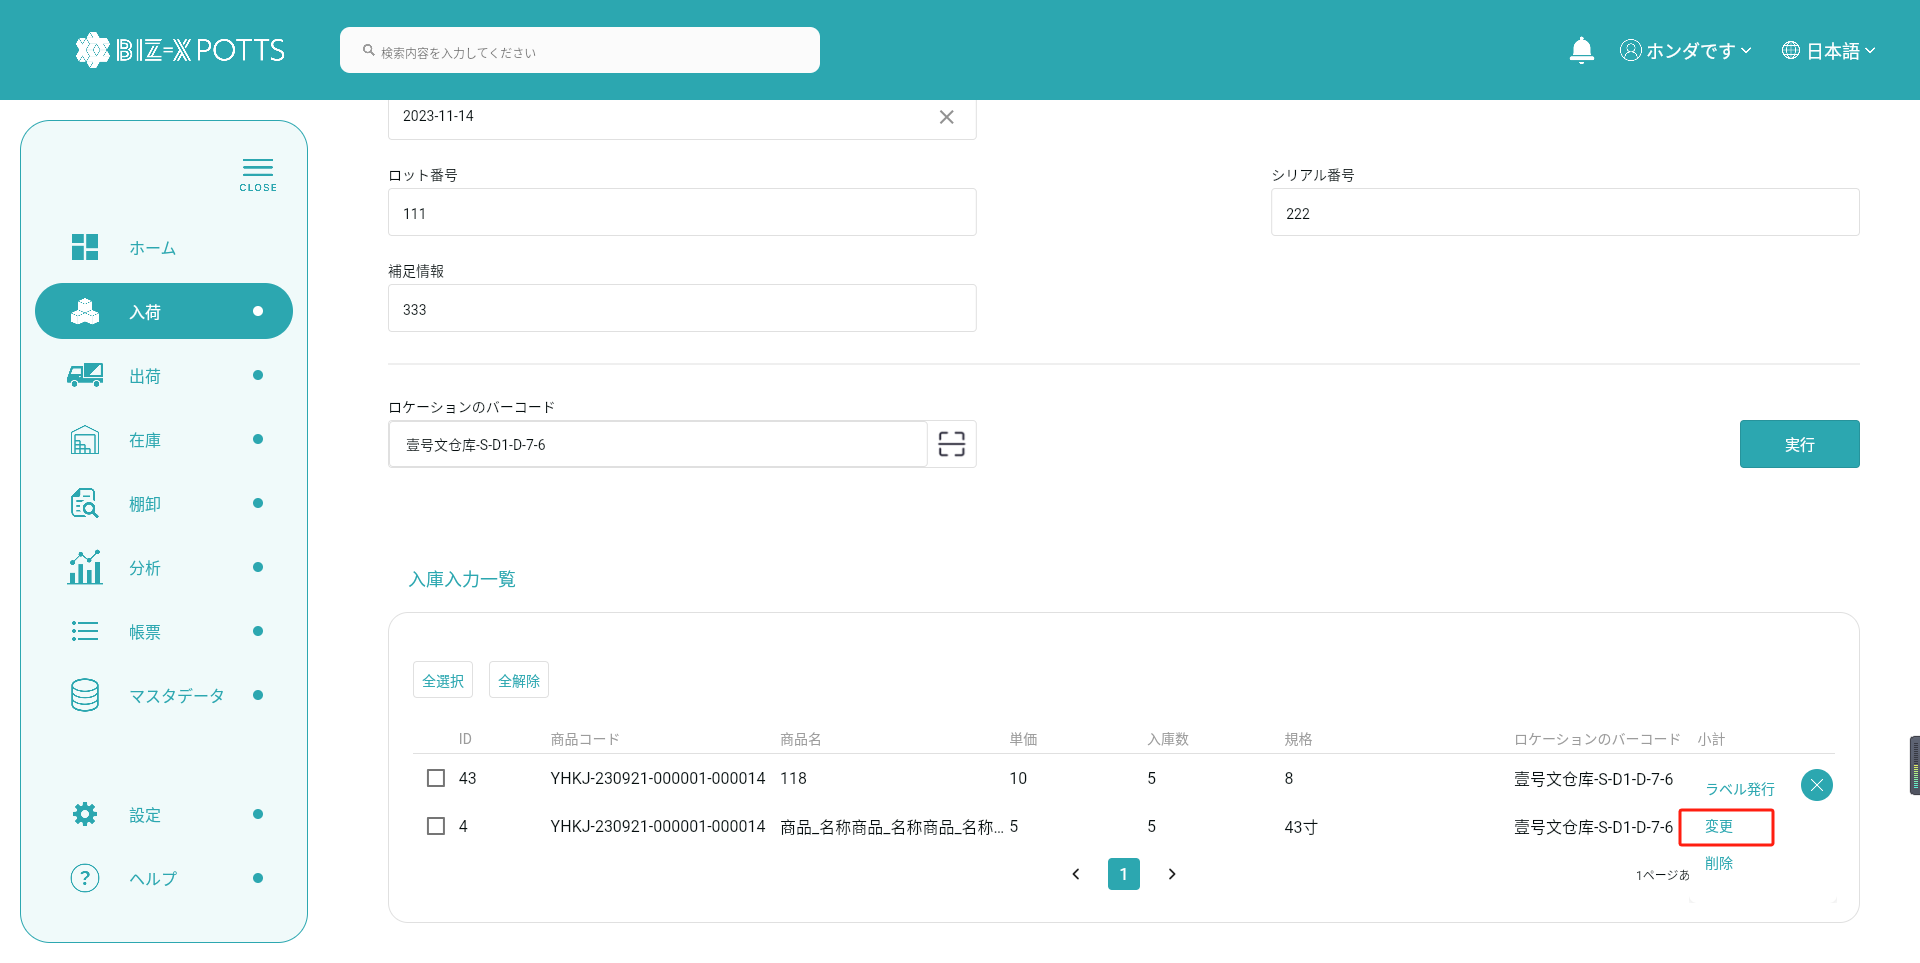 BIZ-X POTTS
検索内容を入力してください
ホンダです
日本語
CLOSE
ホーム
入荷
出荷
在庫
棚卸
分析
帳票
マスタデータ
設定
ヘルプ
2023-11-14
ロット番号
シリアル番号
111
222
補足情報
333
ロケーションのバーコード
壹号文仓库-S-D1-D-7-6
実行
入庫入力一覧
全選択 全解除
ID 商品コード 商品名 単価 入庫数 規格 ロケーションのバーコード 小計
43 YHKJ-230921-000001-000014 118 10 5 8 壹号文仓库-S-D1-D-7-6
ラベル発行
4 YHKJ-230921-000001-000014 商品_名称商品_名称商品_名称... 5 5 43寸 壹号文仓库-S-D1-D-7-6
変更
削除
1
1ページあ